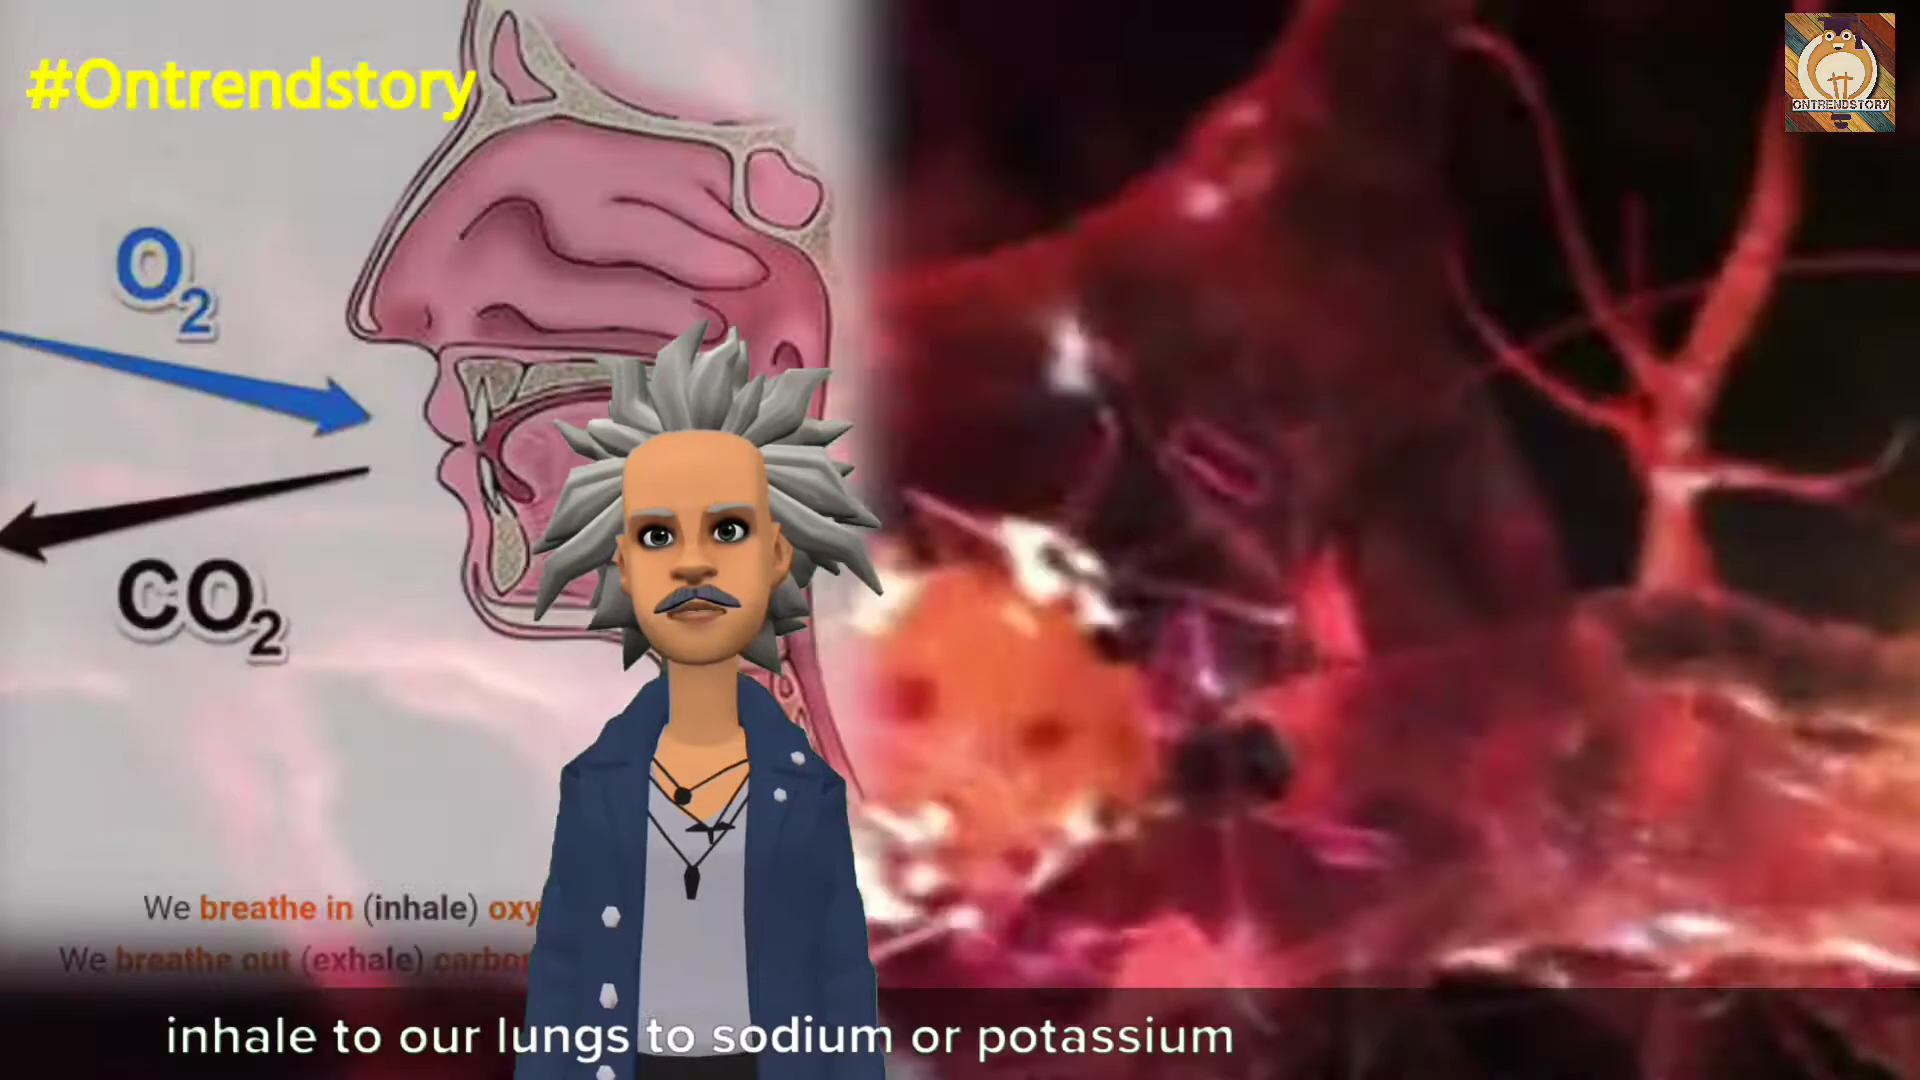 #Ontrendstory
ONTRENDSTORY
O2
CO2
We breathe in (inhale) oxy
We breathe out (exhale) carbon
inhale to our lungs to sodium or potassium